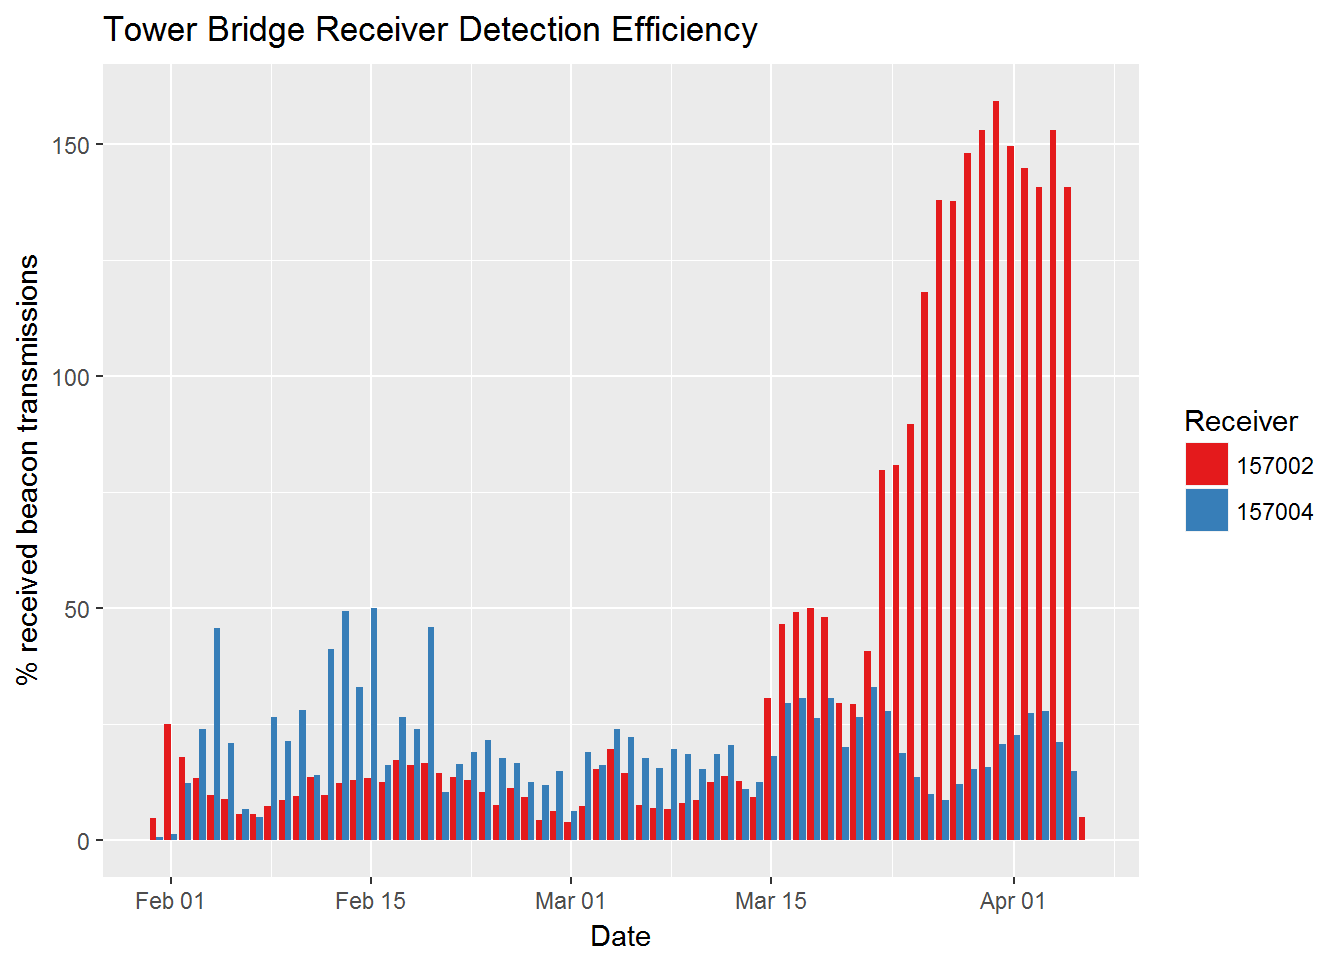 Tower Bridge Receiver Detection Efficiency
% received beacon transmissions
150
100
50
0
Feb 01
Feb 15
Mar 01
Mar 15
Apr 01
Date
Receiver
157002
157004